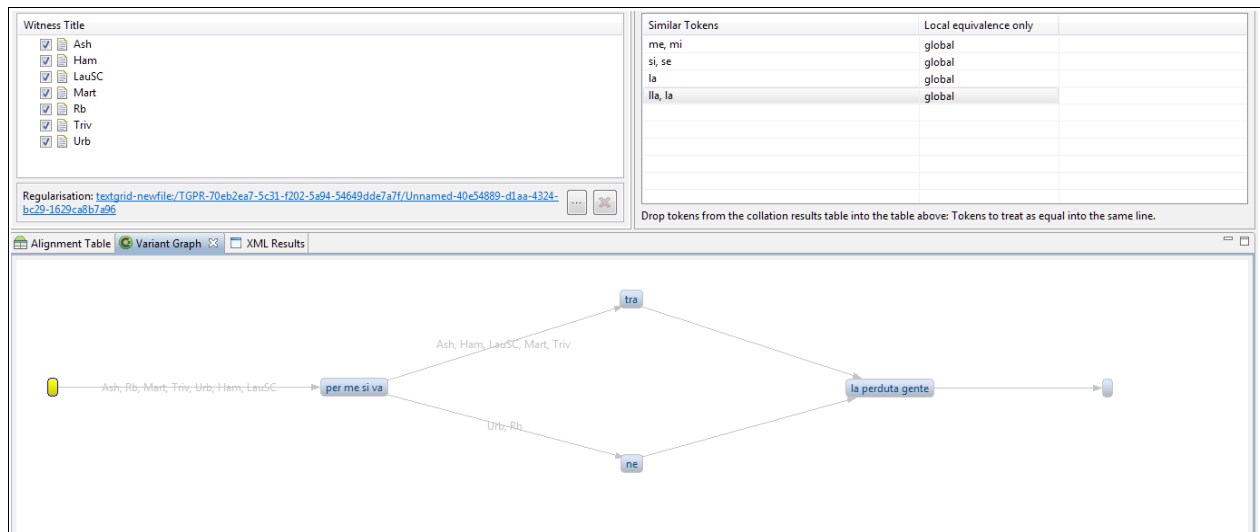 Witness Title
Ash
Ham
LauSC
Mart
Rb
Triv
Urb
Regularisation: textgrid-newfile:/TGPR-70eb2ea7-5c31-f202-5a94-54649dde7a7f/Unnamed-40e54889-d1aa-4324-
bc29-1629ca8b7a96
...
Similar Tokens Local equivalence only
me, mi global
si, se global
la global
lla, la global
Drop tokens from the collation results table into the table above: Tokens to treat as equal into the same line.
Alignment Table Variant Graph XML Results
tra
Ash, Ham, LauSC, Mart, Triv
Ash, Rb, Mart, Triv, Urb, Ham, LauSC per me si va la perduta gente
Urb, Rb
ne